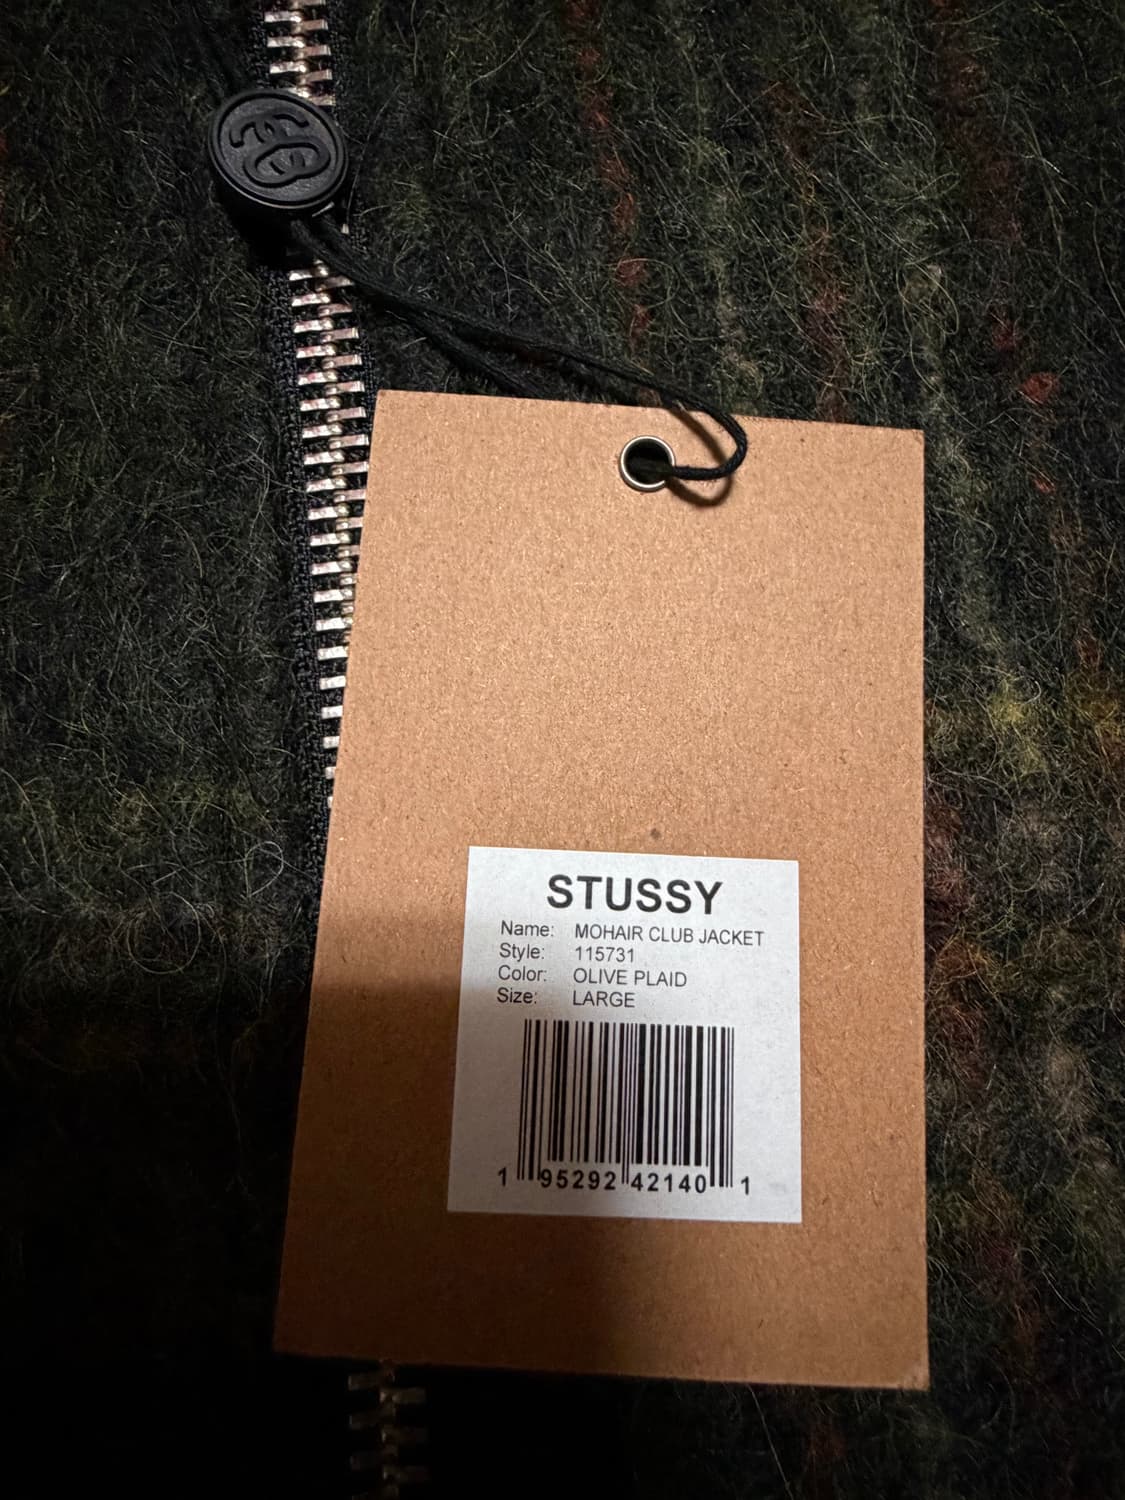 STUSSY
Name: MOHAIR CLUB JACKET
Style: 115731
Color: OLIVE PLAID
Size: LARGE
1 95292 42140 1